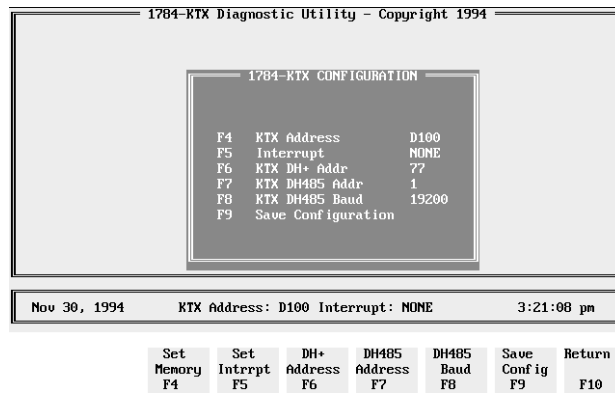 1784-KTX Diagnostic Utility - Copyright 1994
1784-KTX CONFIGURATION
F4 KTX Address D100
F5 Interrupt NONE
F6 KTX DH+ Addr 77
F7 KTX DH485 Addr 1
F8 KTX DH485 Baud 19200
F9 Save Configuration
Nov 30, 1994 KTX Address: D100 Interrupt: NONE 3:21:08 pm
Set Set DH+ DH485 DH485 Save Return
Memory Intrrpt Address Address Baud Config
F4 F5 F6 F7 F8 F9 F10